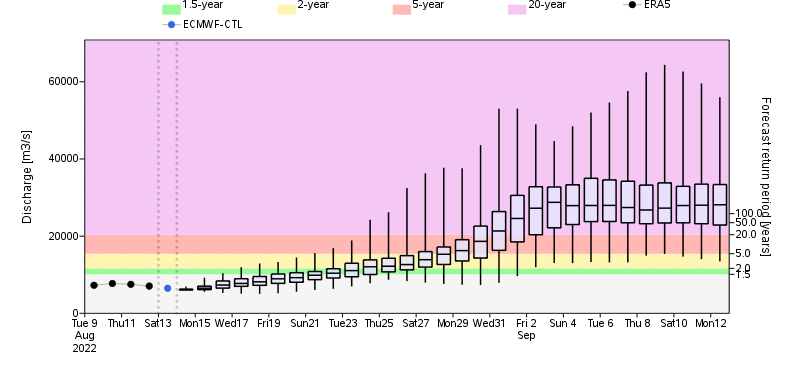 1.5-year 2-year 5-year 20-year ERA5
ECMWF-CTL
Discharge [m3/s]
60000
40000
20000
0
Forecast return period [years]
100.0
50.0
20.0
5.0
2.0
1.5
Tue 9 Thu11 Sat13 Mon15 Wed17 Fri19 Sun21 Tue23 Thu25 Sat27 Mon29 Wed31 Fri 2 Sun 4 Tue 6 Thu 8 Sat10 Mon12
Aug Sep
2022